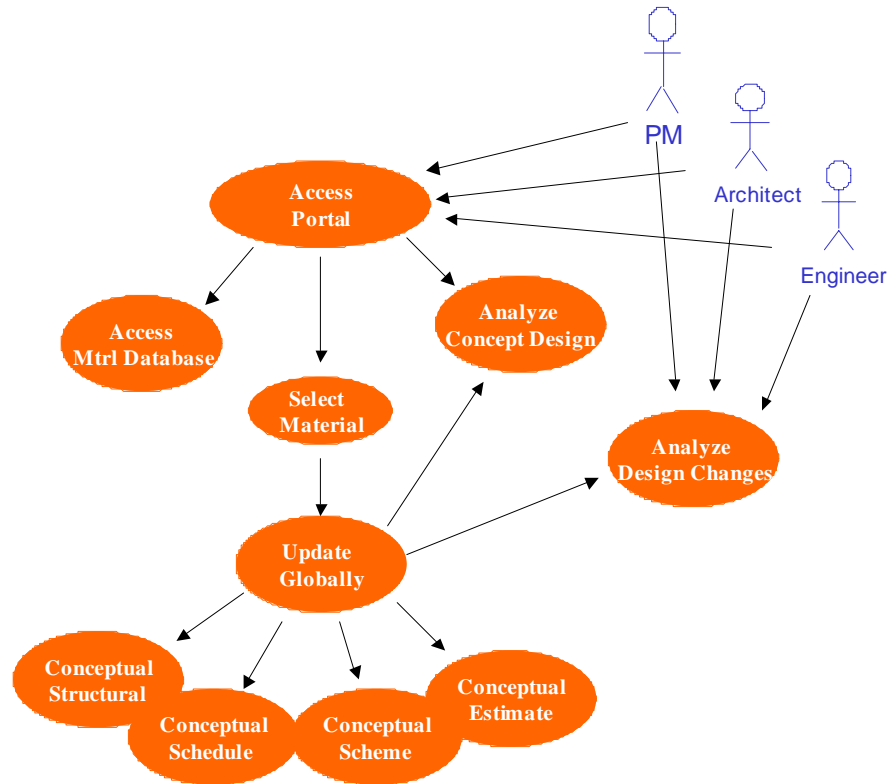 PM
Architect
Engineer
Access
Portal
Access
Mtrl Database
Analyze
Concept Design
Select
Material
Analyze
Design Changes
Update
Globally
Conceptual
Structural
Conceptual
Schedule
Conceptual
Scheme
Conceptual
Estimate